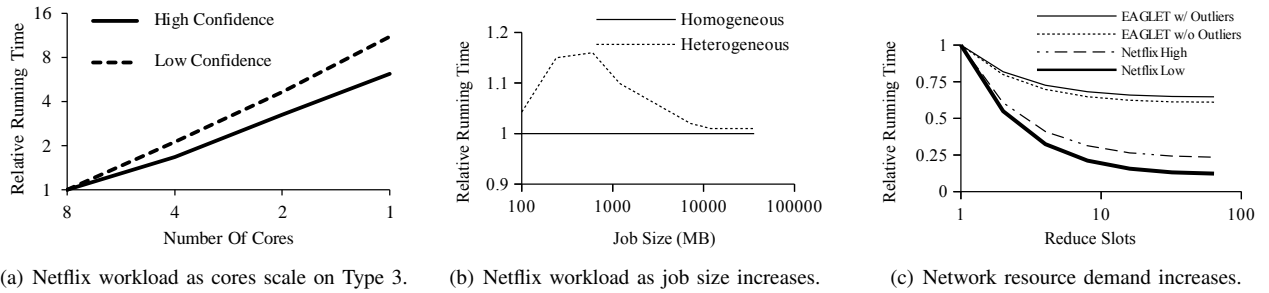 Relative Running Time
16
8
4
2
1
High Confidence
Low Confidence
8
4
2
1
Number Of Cores
(a) Netflix workload as cores scale on Type 3.
Relative Running Time
1.2
1.1
1
0.9
Homogeneous
Heterogeneous
100
1000
10000
100000
Job Size (MB)
(b) Netflix workload as job size increases.
Relative Running Time
1
0.75
0.5
0.25
0
EAGLET w/ Outliers
EAGLET w/o Outliers
Netflix High
Netflix Low
1
10
100
Reduce Slots
(c) Network resource demand increases.